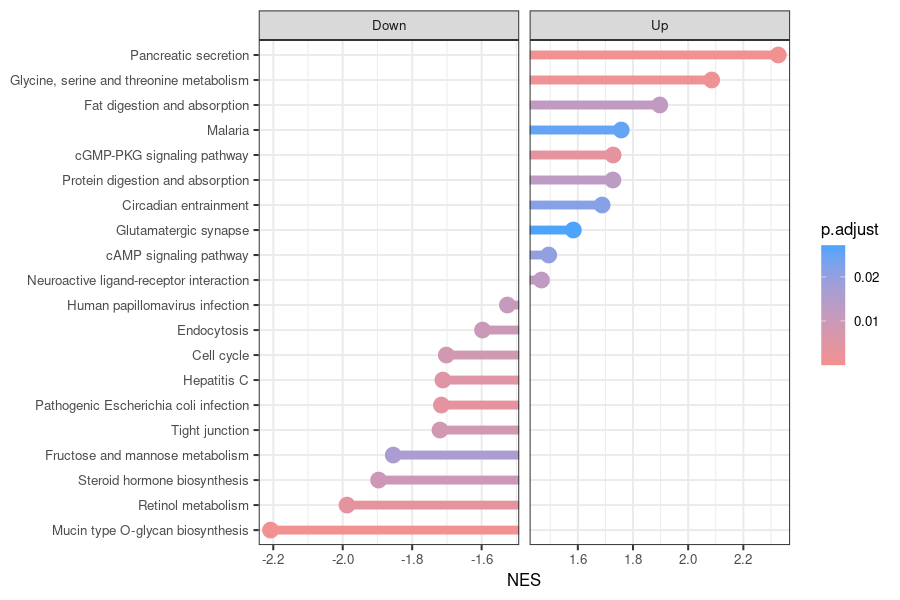 Down
Up
Pancreatic secretion
Glycine, serine and threonine metabolism
Fat digestion and absorption
Malaria
cGMP-PKG signaling pathway
Protein digestion and absorption
Circadian entrainment
Glutamatergic synapse
cAMP signaling pathway
Neuroactive ligand-receptor interaction
Human papillomavirus infection
Endocytosis
Cell cycle
Hepatitis C
Pathogenic Escherichia coli infection
Tight junction
Fructose and mannose metabolism
Steroid hormone biosynthesis
Retinol metabolism
Mucin type O-glycan biosynthesis
-2.2 -2.0 -1.8 -1.6 1.6 1.8 2.0 2.2
NES
p.adjust
0.02
0.01